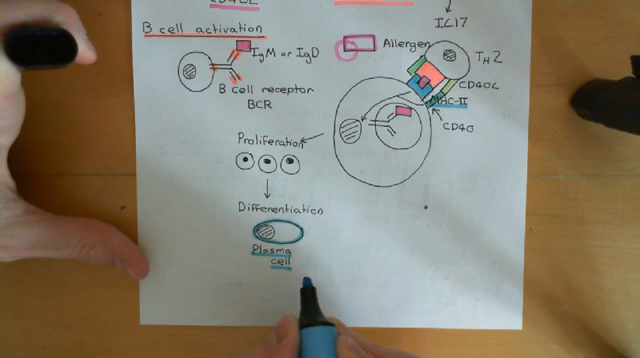 CD40L
IL17
B cell activation
IgM or IgD
B cell receptor
BCR
Allergen
TH2
CD40L
MHC-II
CD40
Proliferation
Differentiation
Plasma
cell